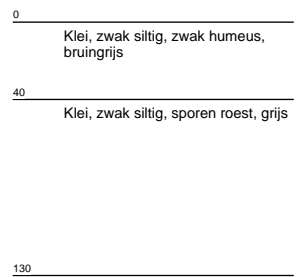 0
Klei, zwak siltig, zwak humeus,
bruingrijs
40
Klei, zwak siltig, sporen roest, grijs
130